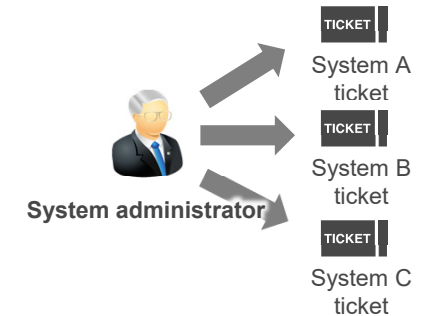 TICKET
System A
ticket
TICKET
System B
ticket
System administrator
TICKET
System C
ticket